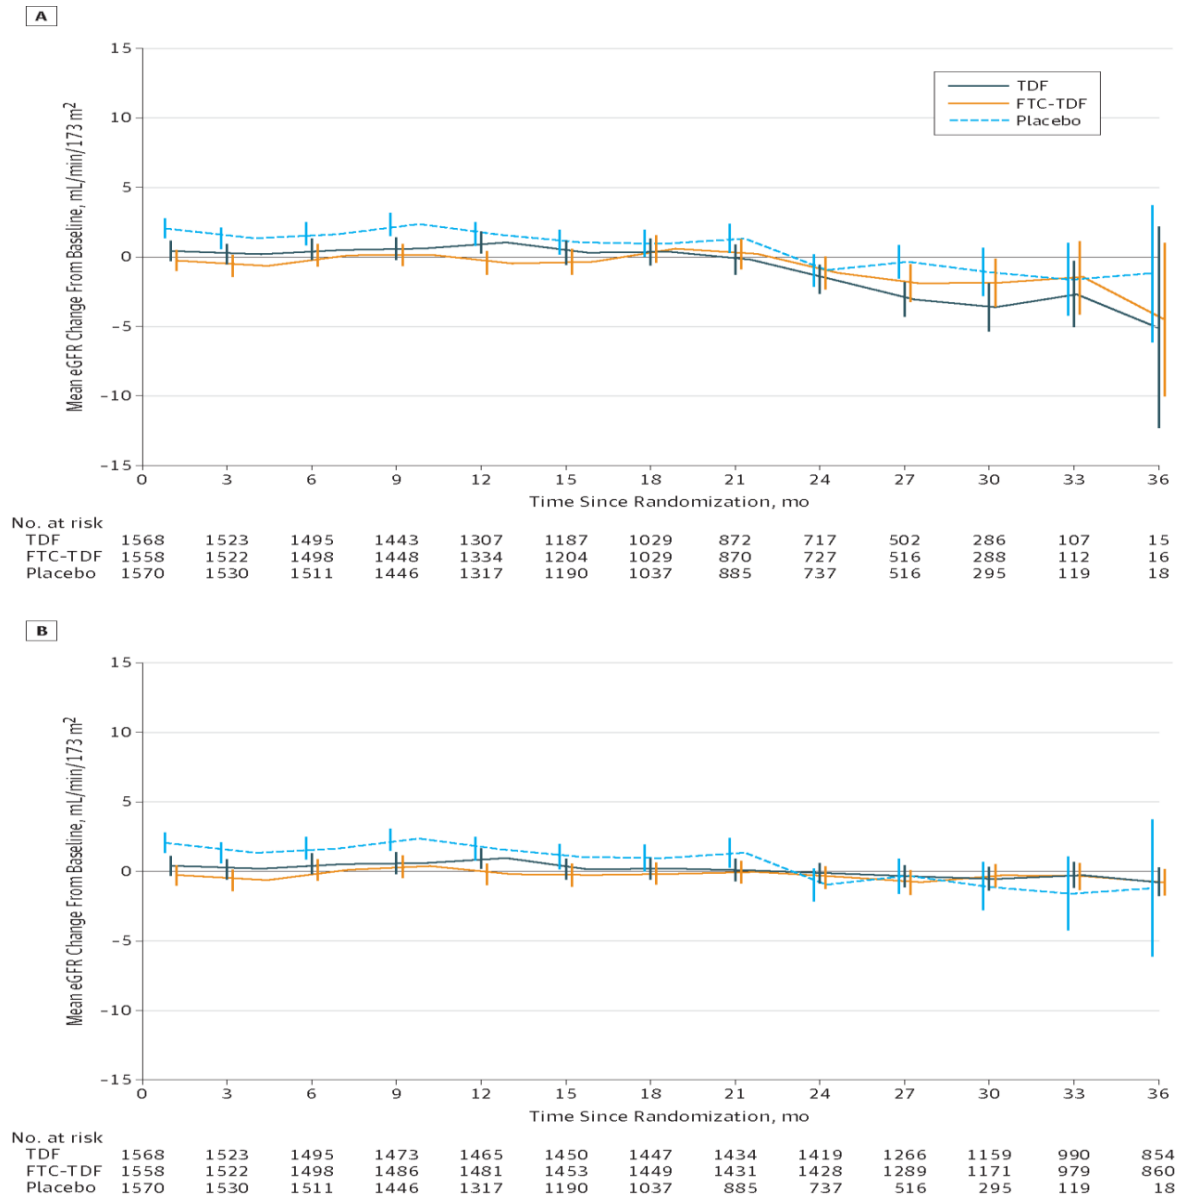 A
15
10
5
0
−5
−10
−15
Mean eGFR Change From Baseline, mL/min/173 m²
TDF
FTC-TDF
Placebo
0 3 6 9 12 15 18 21 24 27 30 33 36
Time Since Randomization, mo
No. at risk
TDF 1568 1523 1495 1443 1307 1187 1029 872 717 502 286 107 15
FTC-TDF 1558 1522 1498 1448 1334 1204 1029 870 727 516 288 112 16
Placebo 1570 1530 1511 1446 1317 1190 1037 885 737 516 295 119 18
B
15
10
5
0
−5
−10
−15
Mean eGFR Change From Baseline, mL/min/173 m²
0 3 6 9 12 15 18 21 24 27 30 33 36
Time Since Randomization, mo
No. at risk
TDF 1568 1523 1495 1473 1465 1450 1447 1434 1419 1266 1159 990 854
FTC-TDF 1558 1522 1498 1486 1481 1453 1449 1431 1428 1289 1171 979 860
Placebo 1570 1530 1511 1446 1317 1190 1037 885 737 516 295 119 18